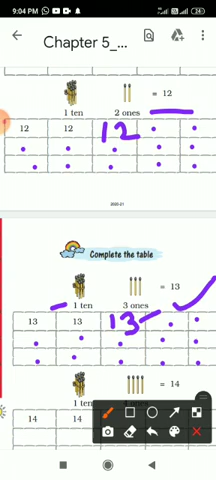 9:04 PM
Chapter 5_...
= 12
1 ten 2 ones
12 12 12
2020-21
Complete the table
= 13
1 ten 3 ones
13 13 13
= 14
1 ten
14 14